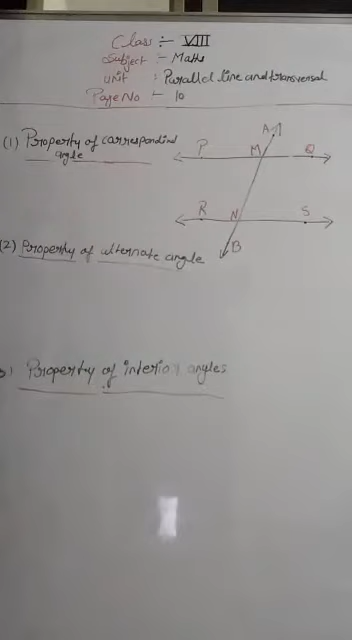 Class :- VIII
Subject :- Maths
Unit : Parallel line and transversal
Page No - 10
(1) Property of correspondind
angle
A
P M Q
R N S
B
(2) Property of alternate angle
) Property of interior angles